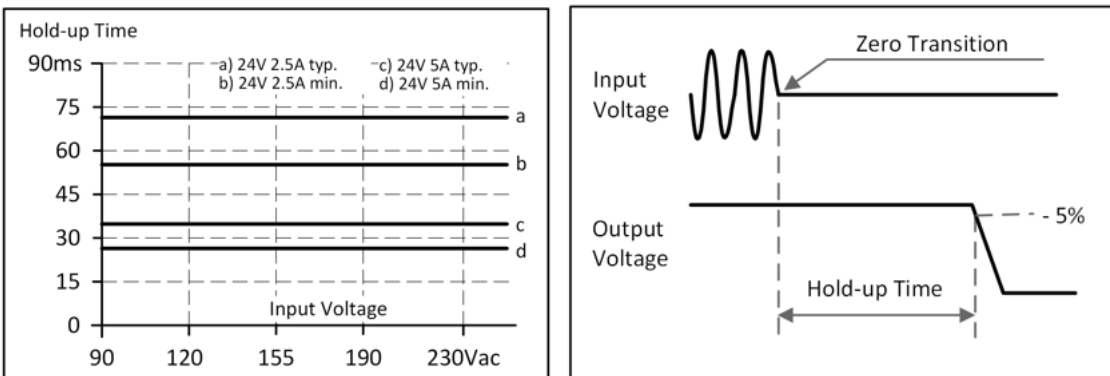 Hold-up Time
90ms
a) 24V 2.5A typ. c) 24V 5A typ.
b) 24V 2.5A min. d) 24V 5A min.
75
a
60
b
45
c
30
d
15
Input Voltage
0
90 120 155 190 230Vac
Zero Transition
Input
Voltage
- 5%
Output
Voltage
Hold-up Time